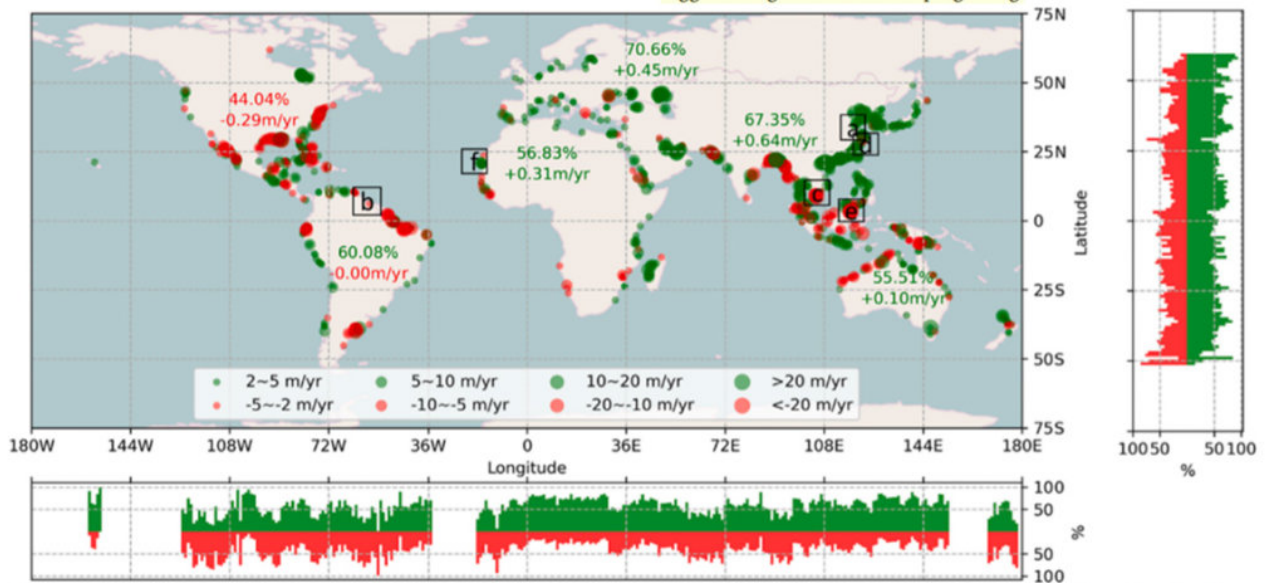 75N
70.66%
+0.45m/yr
50N
44.04%
-0.29m/yr
67.35%
+0.64m/yr
a
d
25N
f
56.83%
+0.31m/yr
b
c
e
0
60.08%
-0.00m/yr
55.51%
+0.10m/yr
25S
50S
2~5 m/yr
5~10 m/yr
10~20 m/yr
>20 m/yr
-5~-2 m/yr
-10~-5 m/yr
-20~-10 m/yr
<-20 m/yr
75S
180W
144W
108W
72W
36W
0
36E
72E
108E
144E
180E
Longitude
Latitude
100
50
50
100
%
100
50
50
100
%